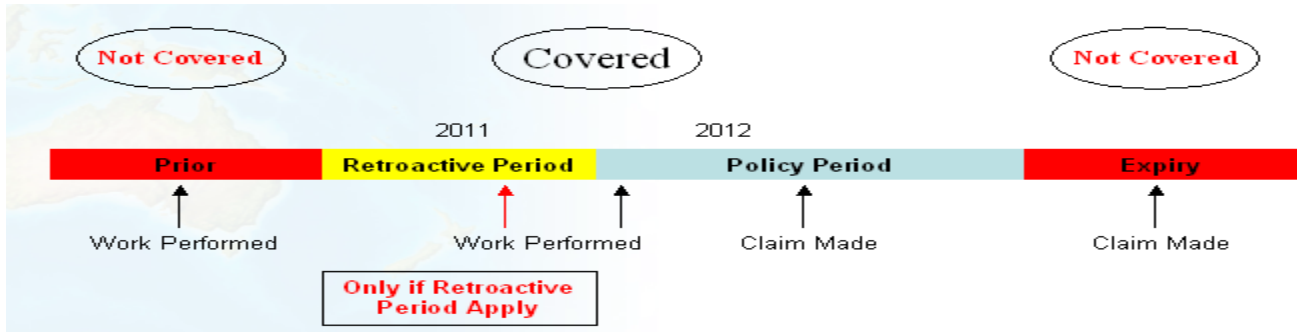 Not Covered
Covered
Not Covered
2011
2012
Prior
Retroactive Period
Policy Period
Expiry
Work Performed
Work Performed
Claim Made
Claim Made
Only if Retroactive
Period Apply